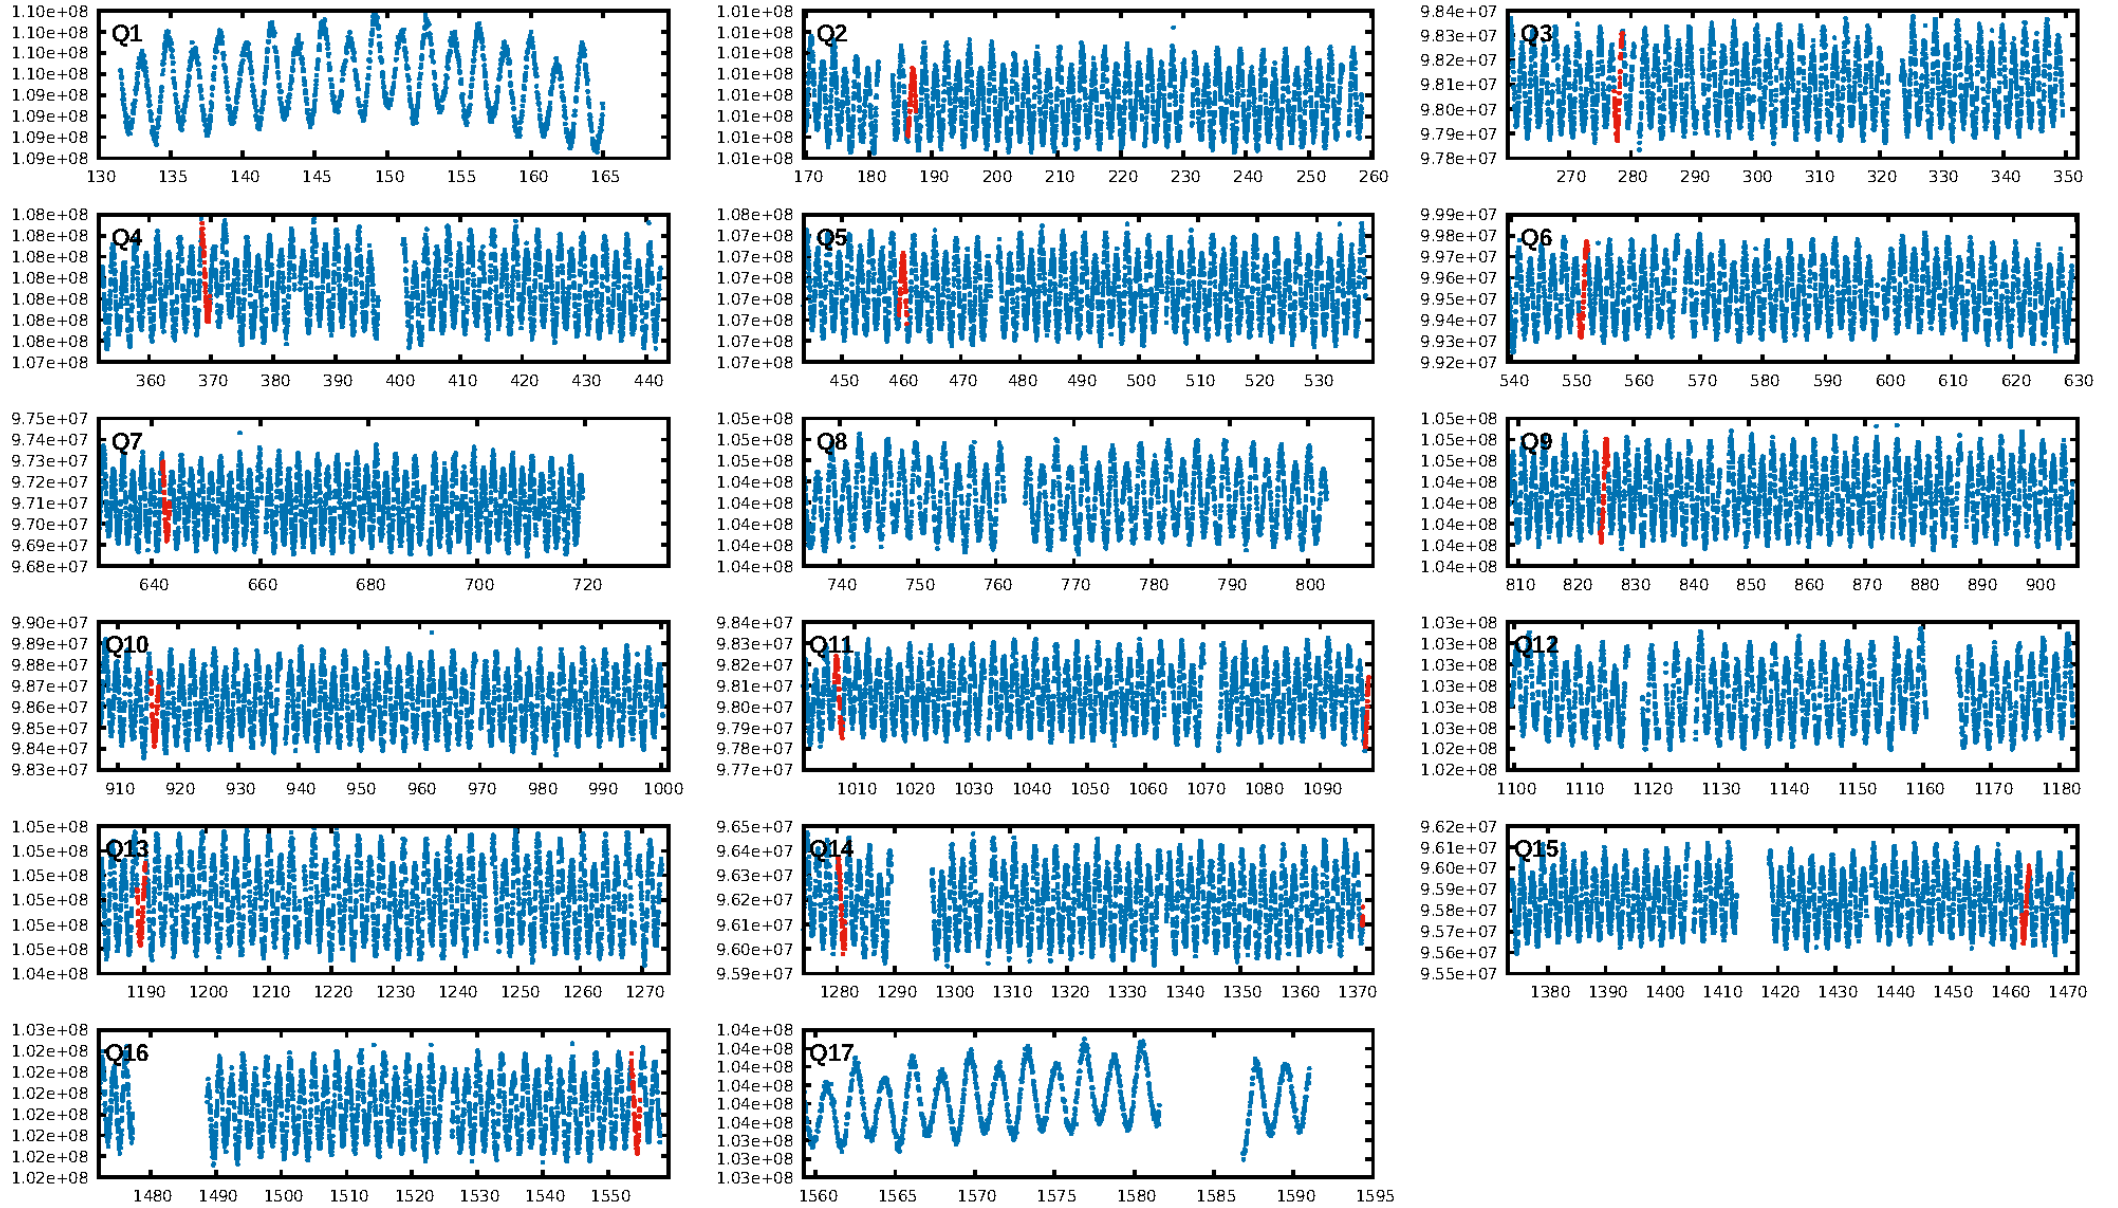 1.10e+08 1.10e+08 1.10e+08 1.10e+08 1.09e+08 1.09e+08 1.09e+08 1.09e+08
Q1
130 135 140 145 150 155 160 165
1.01e+08 1.01e+08 1.01e+08 1.01e+08 1.01e+08 1.01e+08 1.01e+08 1.01e+08
Q2
170 180 190 200 210 220 230 240 250 260
9.84e+07 9.83e+07 9.82e+07 9.81e+07 9.80e+07 9.79e+07 9.78e+07
Q3
270 280 290 300 310 320 330 340 350
1.08e+08 1.08e+08 1.08e+08 1.08e+08 1.08e+08 1.08e+08 1.08e+08 1.07e+08
Q4
360 370 380 390 400 410 420 430 440
1.08e+08 1.07e+08 1.07e+08 1.07e+08 1.07e+08 1.07e+08 1.07e+08 1.07e+08
Q5
450 460 470 480 490 500 510 520 530
9.99e+07 9.98e+07 9.97e+07 9.96e+07 9.95e+07 9.94e+07 9.93e+07 9.92e+07
Q6
540 550 560 570 580 590 600 610 620 630
9.75e+07 9.74e+07 9.73e+07 9.72e+07 9.71e+07 9.70e+07 9.69e+07 9.68e+07
Q7
640 660 680 700 720
1.05e+08 1.05e+08 1.05e+08 1.04e+08 1.04e+08 1.04e+08 1.04e+08 1.04e+08
Q8
740 750 760 770 780 790 800
1.05e+08 1.05e+08 1.05e+08 1.04e+08 1.04e+08 1.04e+08 1.04e+08 1.04e+08
Q9
810 820 830 840 850 860 870 880 890 900
9.90e+07 9.89e+07 9.88e+07 9.87e+07 9.86e+07 9.85e+07 9.84e+07 9.83e+07
Q10
910 920 930 940 950 960 970 980 990 1000
9.84e+07 9.83e+07 9.82e+07 9.81e+07 9.80e+07 9.79e+07 9.78e+07 9.77e+07
Q11
1010 1020 1030 1040 1050 1060 1070 1080 1090
1.03e+08 1.03e+08 1.03e+08 1.03e+08 1.03e+08 1.03e+08 1.02e+08 1.02e+08
Q12
1100 1110 1120 1130 1140 1150 1160 1170 1180
1.05e+08 1.05e+08 1.05e+08 1.05e+08 1.05e+08 1.05e+08 1.04e+08
Q13
1190 1200 1210 1220 1230 1240 1250 1260 1270
9.65e+07 9.64e+07 9.63e+07 9.62e+07 9.61e+07 9.60e+07 9.59e+07
Q14
1280 1290 1300 1310 1320 1330 1340 1350 1360 1370
9.62e+07 9.60e+07 9.59e+07 9.58e+07 9.57e+07 9.56e+07 9.55e+07
Q15
1380 1390 1400 1410 1420 1430 1440 1450 1460 1470
1.03e+08 1.02e+08 1.02e+08 1.02e+08 1.02e+08 1.02e+08 1.02e+08 1.02e+08
Q16
1480 1490 1500 1510 1520 1530 1540 1550
1.04e+08 1.04e+08 1.04e+08 1.04e+08 1.04e+08 1.04e+08 1.03e+08 1.03e+08 1.03e+08
Q17
1560 1565 1570 1575 1580 1585 1590 1595